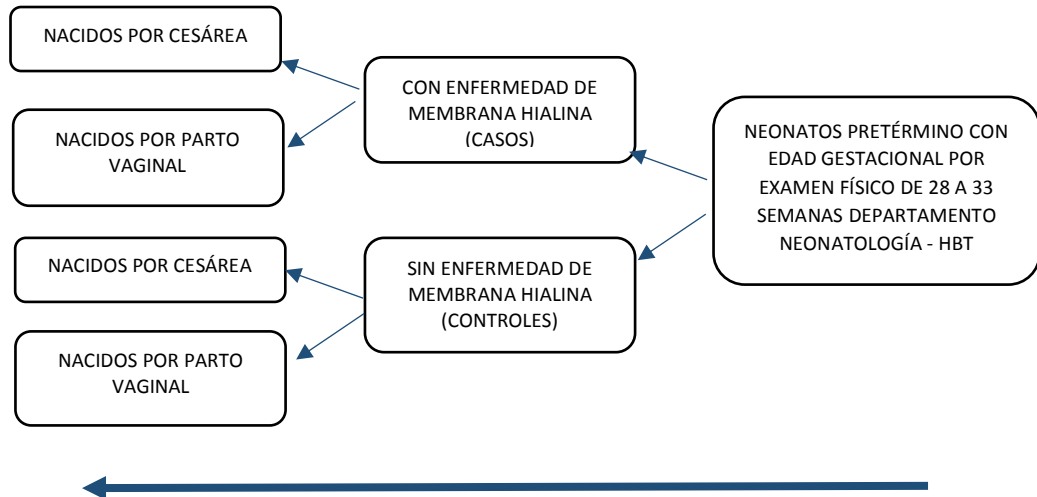 NACIDOS POR CESÁREA
NACIDOS POR PARTO
VAGINAL
NACIDOS POR CESÁREA
NACIDOS POR PARTO
VAGINAL
CON ENFERMEDAD DE
MEMBRANA HIALINA
(CASOS)
SIN ENFERMEDAD DE
MEMBRANA HIALINA
(CONTROLES)
NEONATOS PRETÉRMINO CON
EDAD GESTACIONAL POR
EXAMEN FÍSICO DE 28 A 33
SEMANAS DEPARTAMENTO
NEONATOLOGÍA - HBT